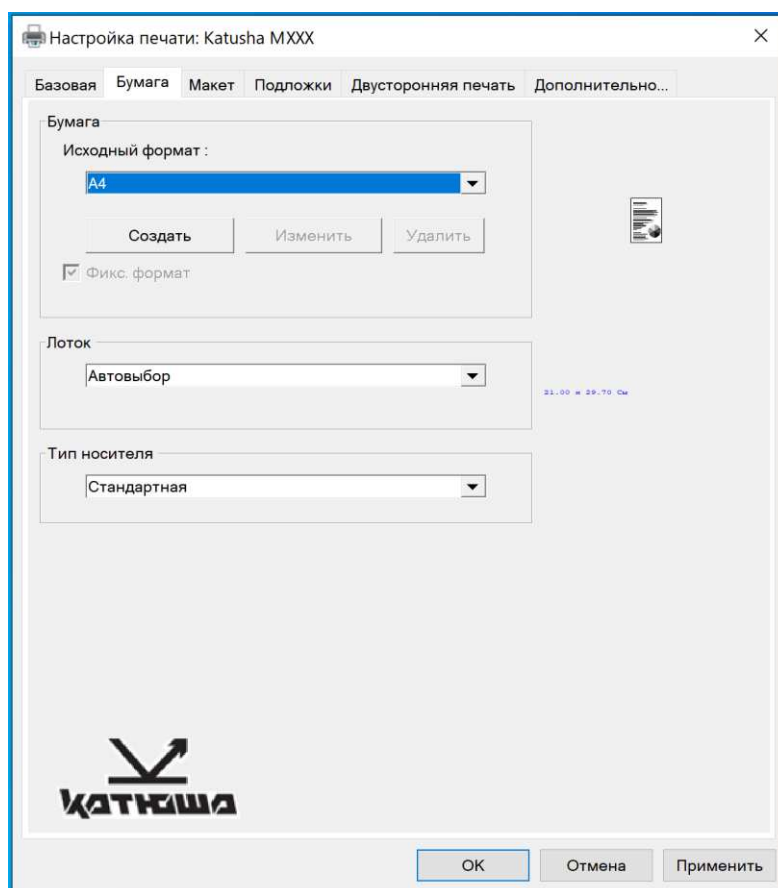 Настройка печати: Katusha MXXX
Базовая Бумага Макет Подложки Двусторонняя печать Дополнительно...
Бумага
Исходный формат :
A4
Создать Изменить Удалить
Фикс. формат
Лоток
Автовыбор
21.00 x 29.70 См
Тип носителя
Стандартная
Катюша
OK Отмена Применить